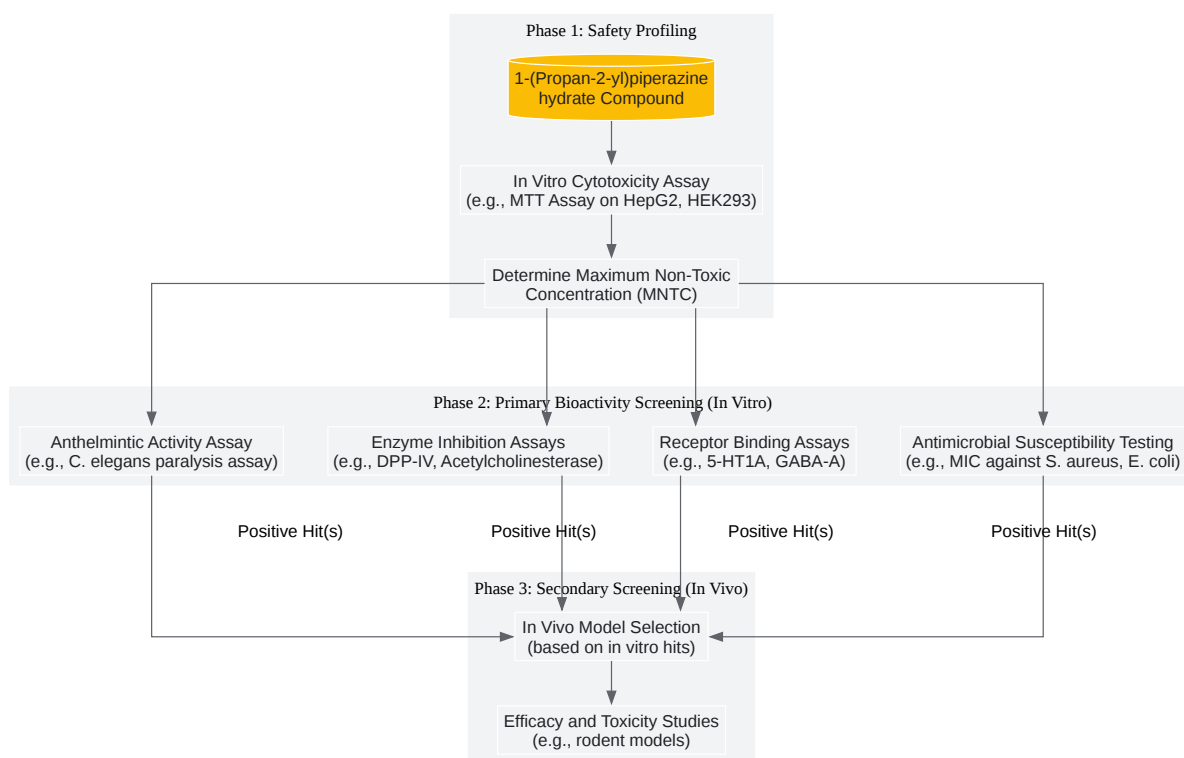 Phase 1: Safety Profiling
1-(Propan-2-yl)piperazine
hydrate Compound
In Vitro Cytotoxicity Assay
(e.g., MTT Assay on HepG2, HEK293)
Determine Maximum Non-Toxic
Concentration (MNTC)
Phase 2: Primary Bioactivity Screening (In Vitro)
Anthelmintic Activity Assay
(e.g., C. elegans paralysis assay)
Enzyme Inhibition Assays
(e.g., DPP-IV, Acetylcholinesterase)
Receptor Binding Assays
(e.g., 5-HT1A, GABA-A)
Antimicrobial Susceptibility Testing
(e.g., MIC against S. aureus, E. coli)
Positive Hit(s)
Positive Hit(s)
Positive Hit(s)
Positive Hit(s)
Phase 3: Secondary Screening (In Vivo)
In Vivo Model Selection
(based on in vitro hits)
Efficacy and Toxicity Studies
(e.g., rodent models)